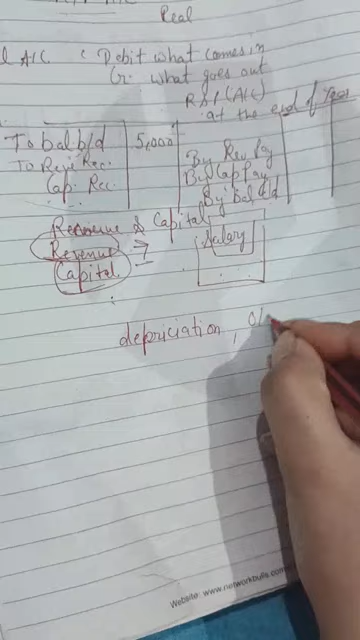 Real
A/C : Debit what comes in
Cr. what goes out
R & P (A/C)
at the end of year
To bal b/d 5,000
By Rev Pay
To Reve Rec.
By Cap Pay
Cap. Rec.
By bal c/d
Revenue & Capital
Revenue ?
Salary
Capital.
depriciation, O/
Website: www.networkbulls.com